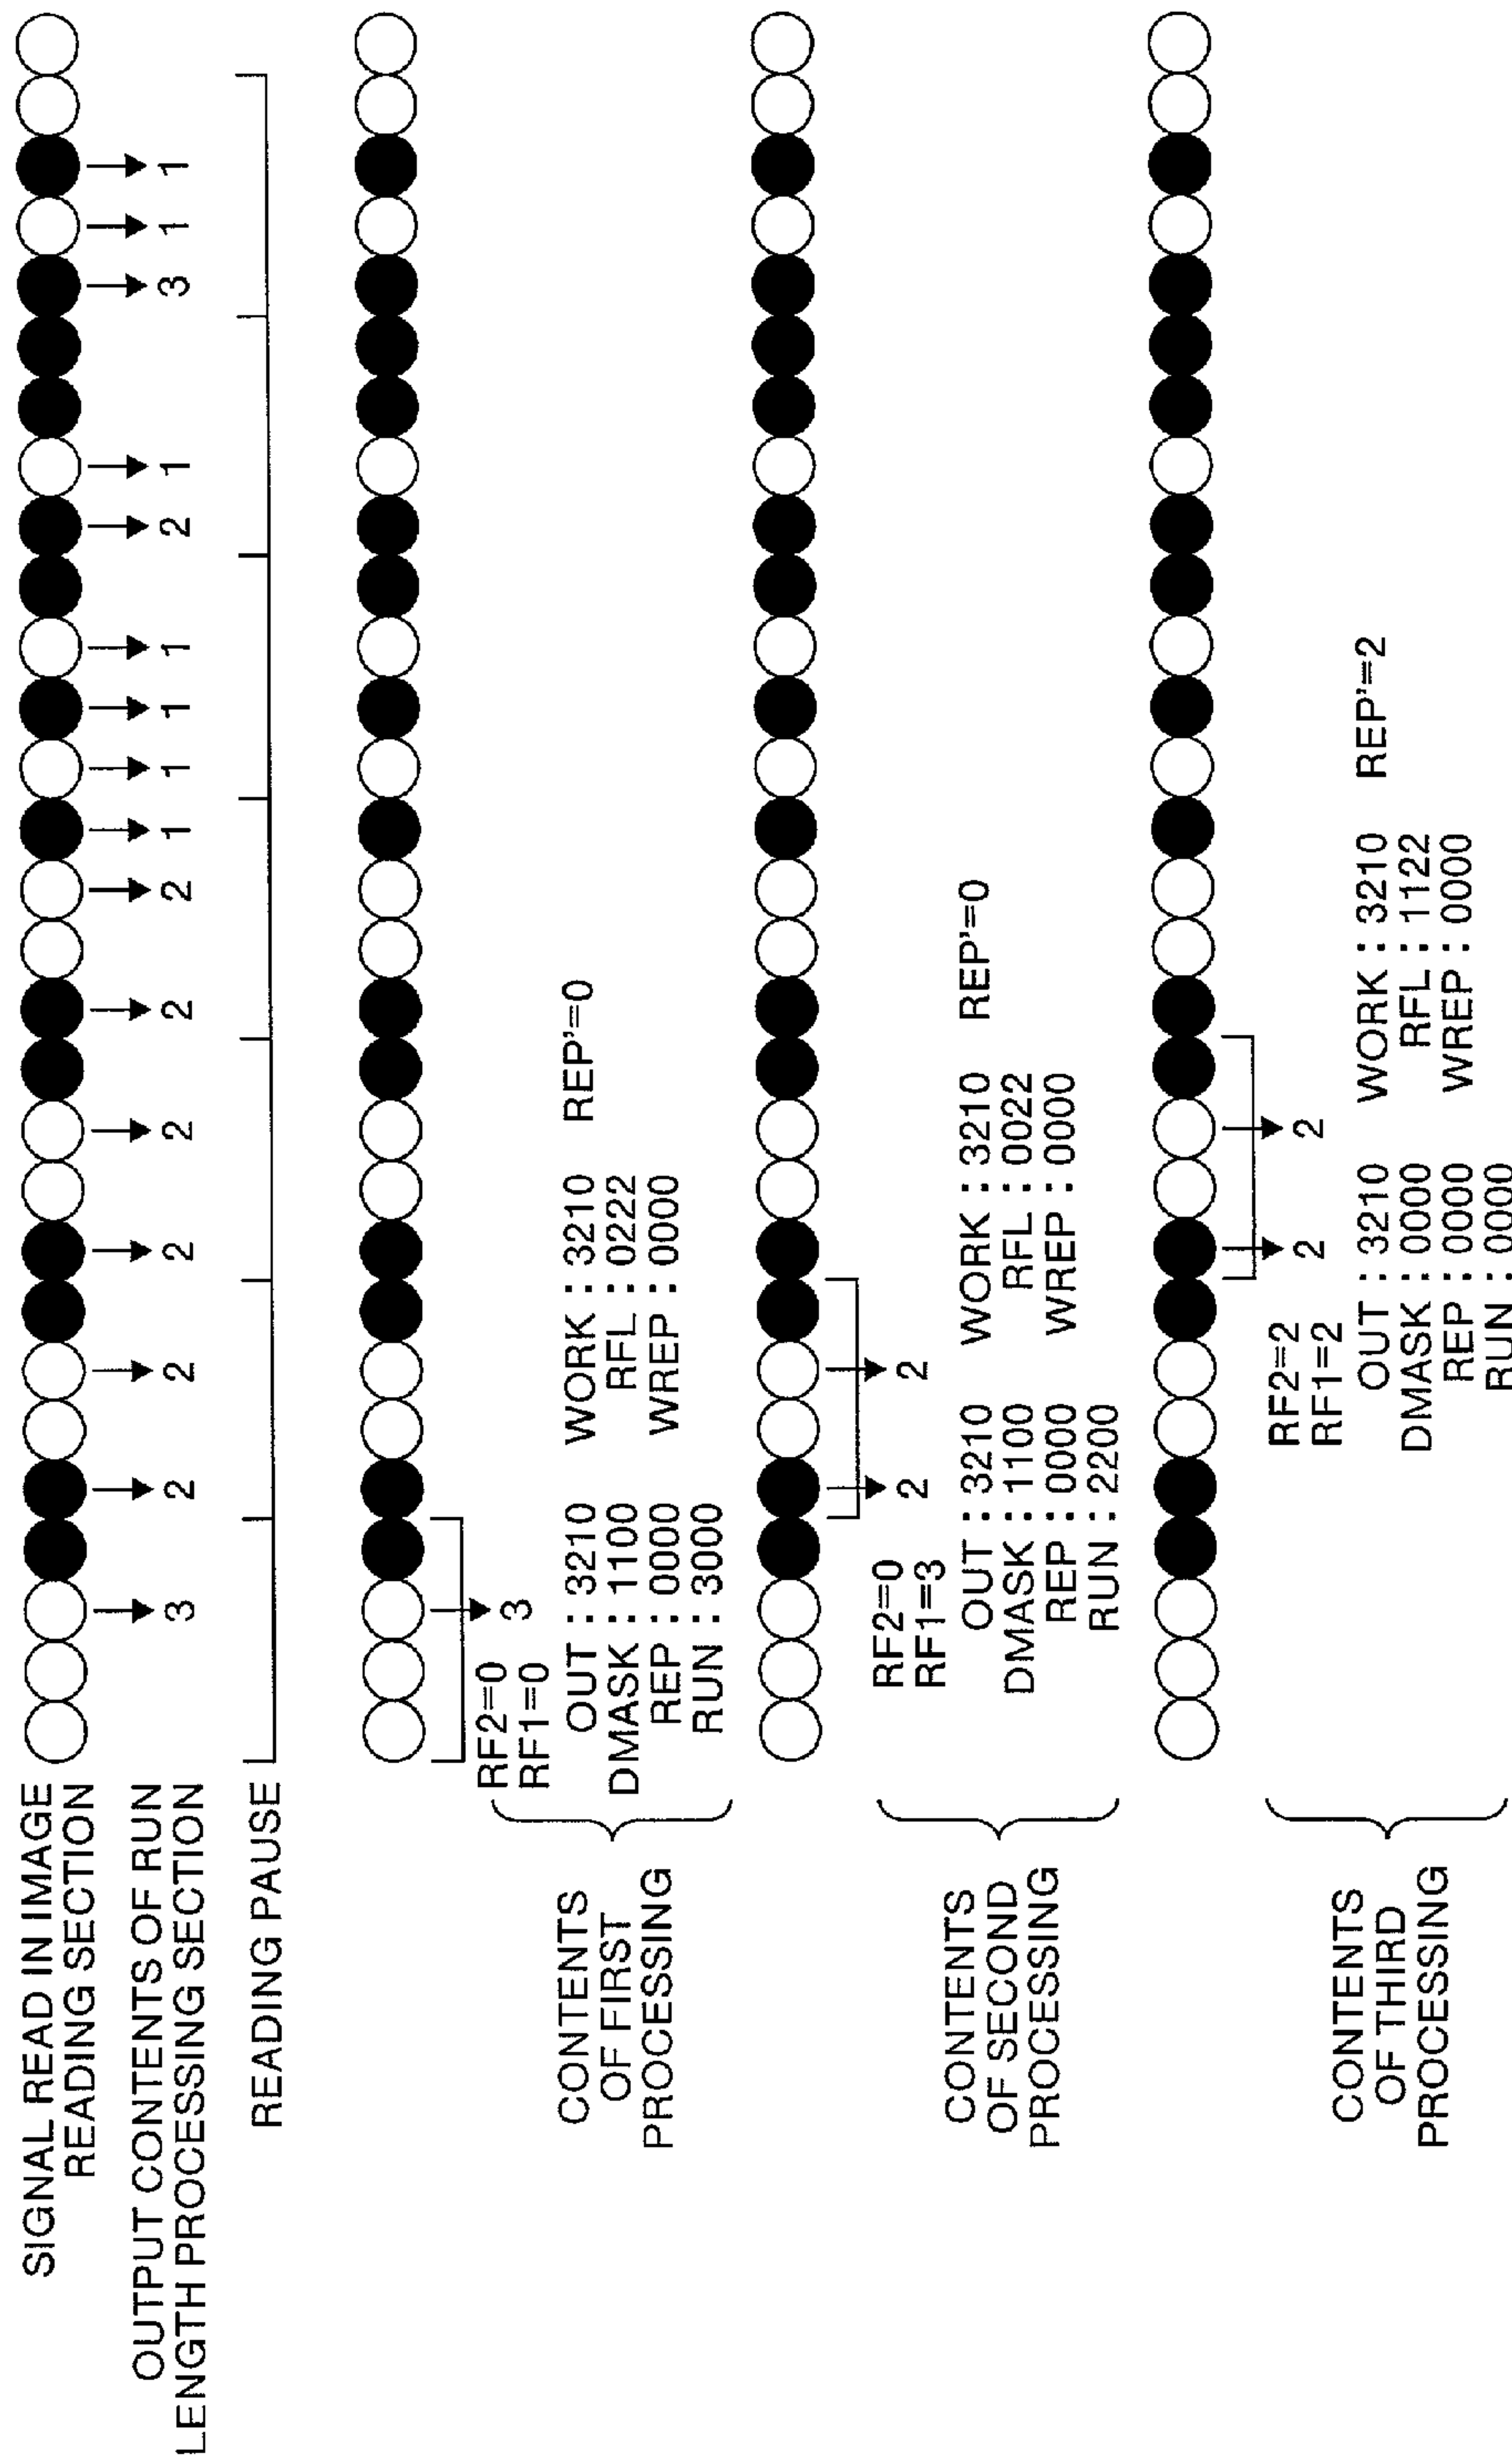 SIGNAL READ IN IMAGE
READING SECTION
OUTPUT CONTENTS OF RUN
LENGTH PROCESSING SECTION
3 2 2 2 2 2 2 1 1 1 1 2 1 3 1 1
READING PAUSE
3
RF2=0
RF1=0
CONTENTS
OF FIRST
PROCESSING
OUT : 3210 WORK : 3210 REP'=0
DMASK : 1100 RFL : 0222
REP : 0000 WREP : 0000
RUN : 3000
2 2
RF2=0
RF1=3
CONTENTS
OF SECOND
PROCESSING
OUT : 3210 WORK : 3210 REP'=0
DMASK : 1100 RFL : 0022
REP : 0000 WREP : 0000
RUN : 2200
2 2
RF2=2
RF1=2
CONTENTS
OF THIRD
PROCESSING
OUT : 3210 WORK : 3210 REP'=2
DMASK : 0000 RFL : 1122
REP : 0000 WREP : 0000
RUN : 0000